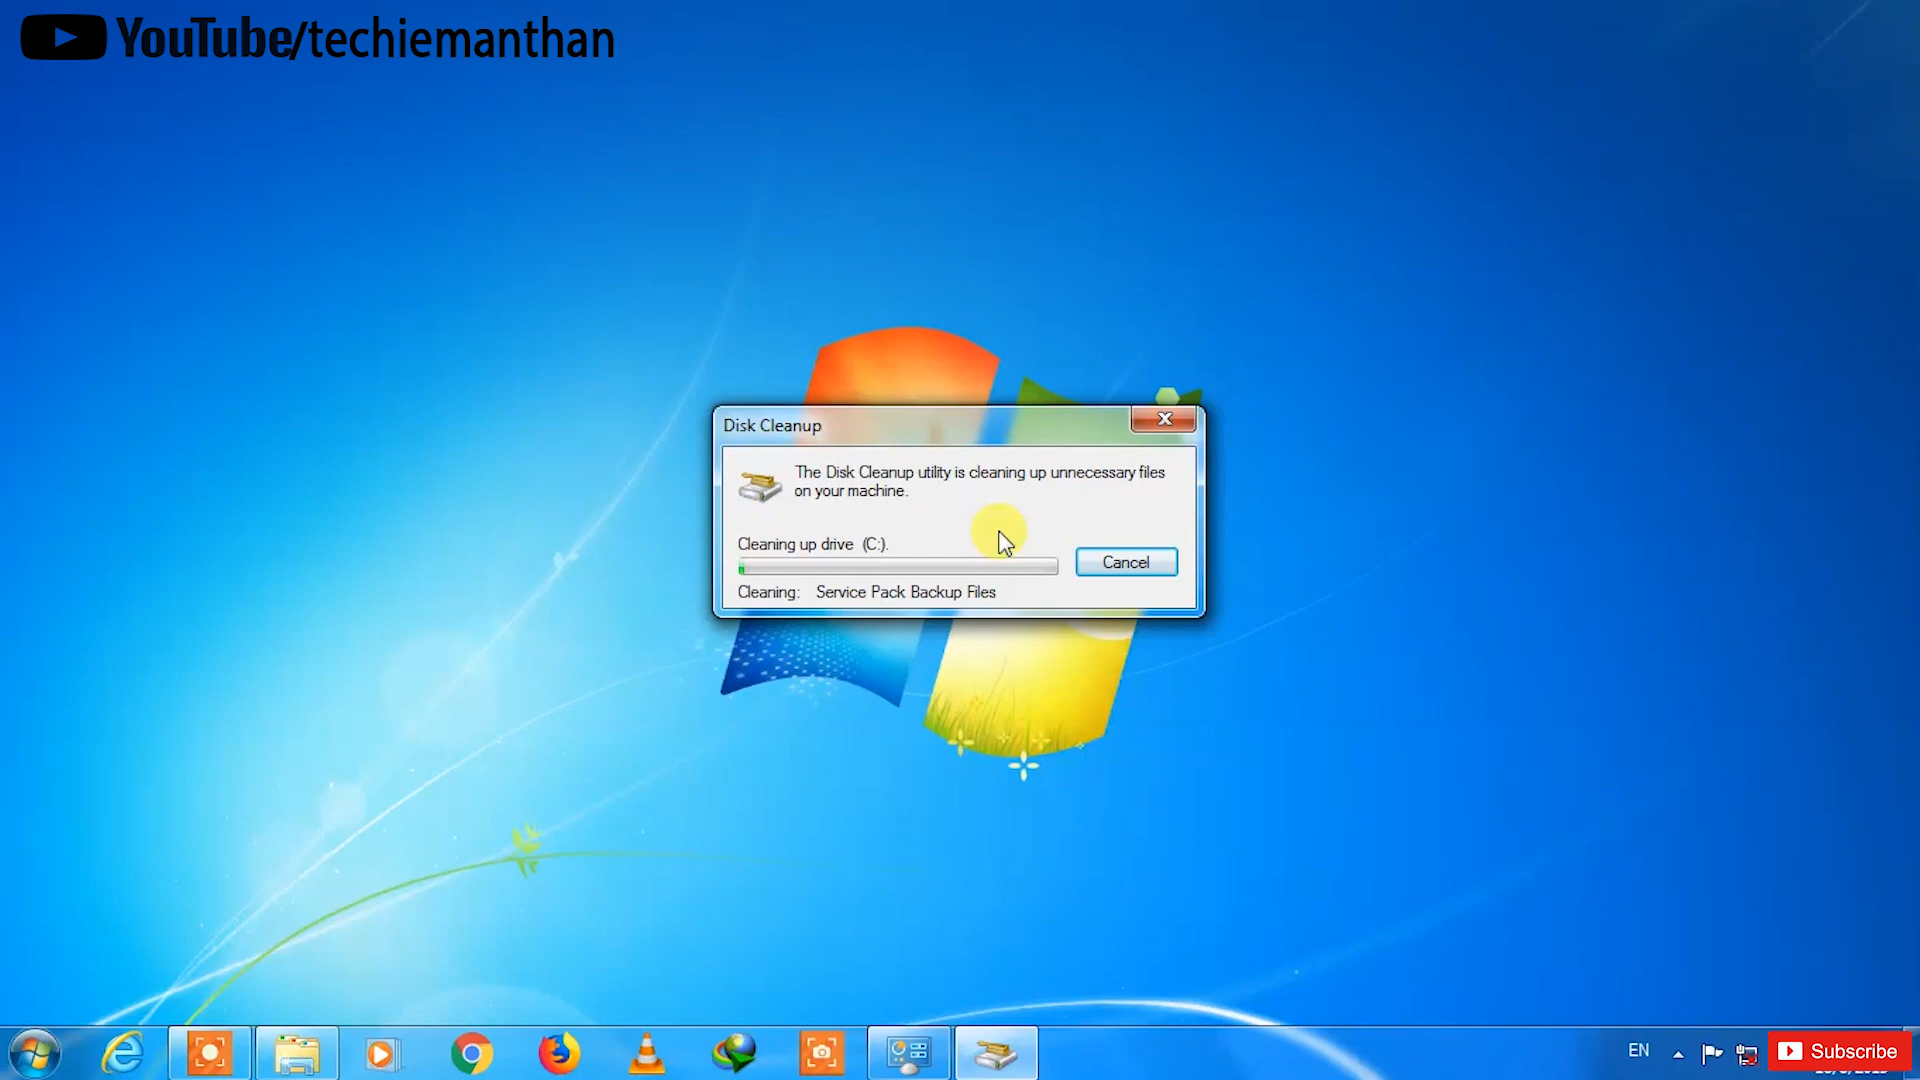 YouTube/techiemanthan
Disk Cleanup
The Disk Cleanup utility is cleaning up unnecessary files
on your machine.
Cleaning up drive (C:).
Cancel
Cleaning: Service Pack Backup Files
EN
Subscribe